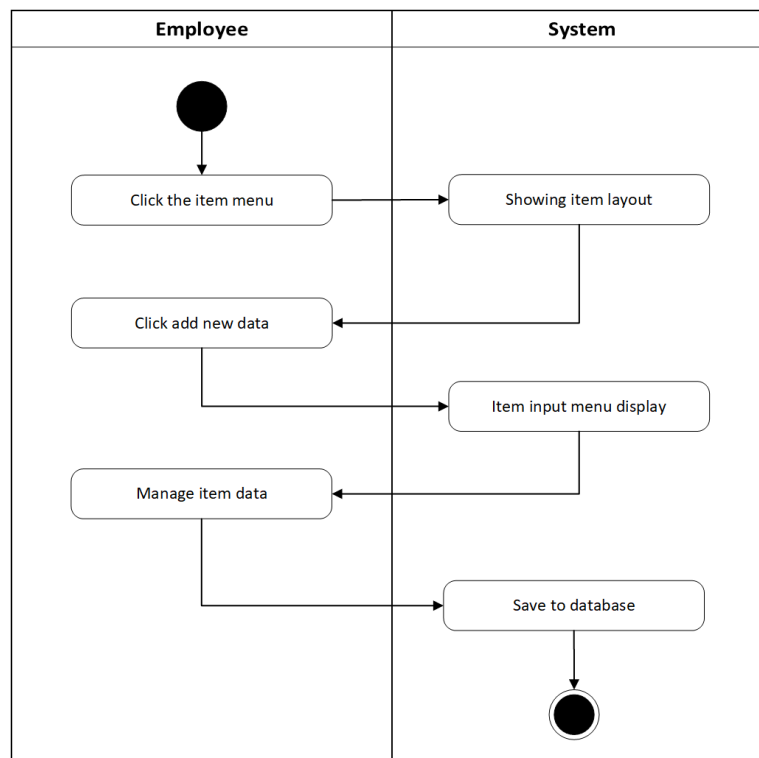 Employee
System
Click the item menu
Showing item layout
Click add new data
Item input menu display
Manage item data
Save to database